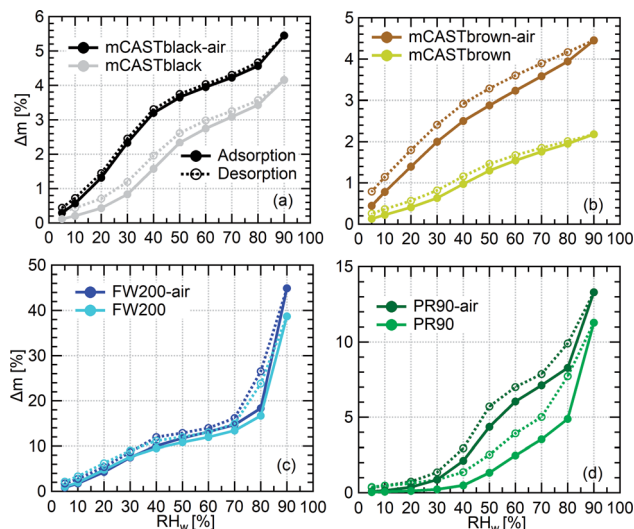 6
5
4
3
2
1
0
Δm [%]
mCASTblack-air
mCASTblack
Adsorption
Desorption
(a)
0 10 20 30 40 50 60 70 80 90 100
5
4
3
2
1
0
mCASTbrown-air
mCASTbrown
(b)
0 10 20 30 40 50 60 70 80 90 100
50
40
30
20
10
0
Δm [%]
FW200-air
FW200
(c)
0 10 20 30 40 50 60 70 80 90 100
RHw [%]
15
10
5
0
PR90-air
PR90
(d)
0 10 20 30 40 50 60 70 80 90 100
RHw [%]